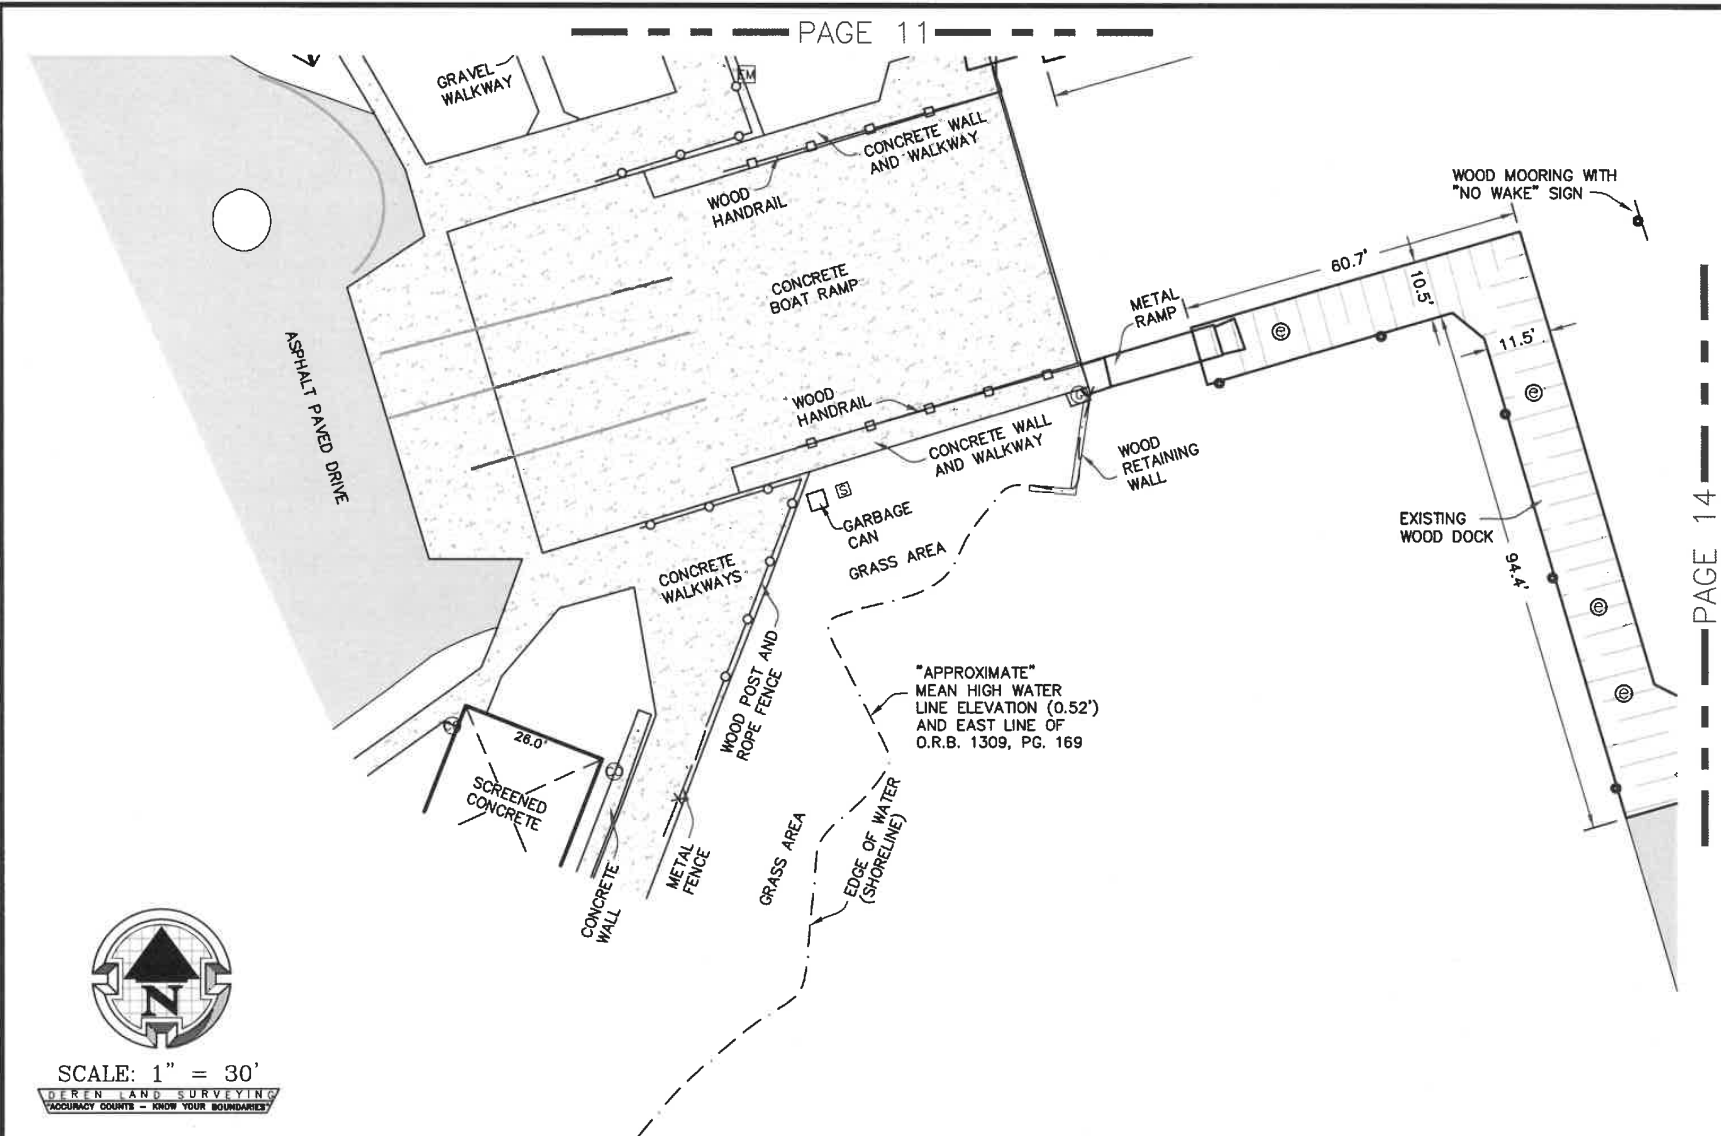 PAGE 11
GRAVEL
WALKWAY
FM
CONCRETE WALL
AND WALKWAY
WOOD
HANDRAIL
WOOD MOORING WITH
"NO WAKE" SIGN
CONCRETE
BOAT RAMP
60.7'
10.5'
METAL
RAMP
11.5'
ASPHALT PAVED DRIVE
WOOD
HANDRAIL
CONCRETE WALL
AND WALKWAY
WOOD
RETAINING
WALL
S
GARBAGE
CAN
GRASS AREA
EXISTING
WOOD DOCK
94.4'
PAGE 14
CONCRETE
WALKWAYS
WOOD POST AND
ROPE FENCE
"APPROXIMATE"
MEAN HIGH WATER
LINE ELEVATION (0.52')
AND EAST LINE OF
O.R.B. 1309, PG. 169
26.0'
SCREENED
CONCRETE
METAL
FENCE
CONCRETE
WALL
GRASS AREA
EDGE OF WATER
(SHORELINE)
e
e
e
e
N
SCALE: 1" = 30'
DEREN LAND SURVEYING
"ACCURACY COUNTS - KNOW YOUR BOUNDARIES"